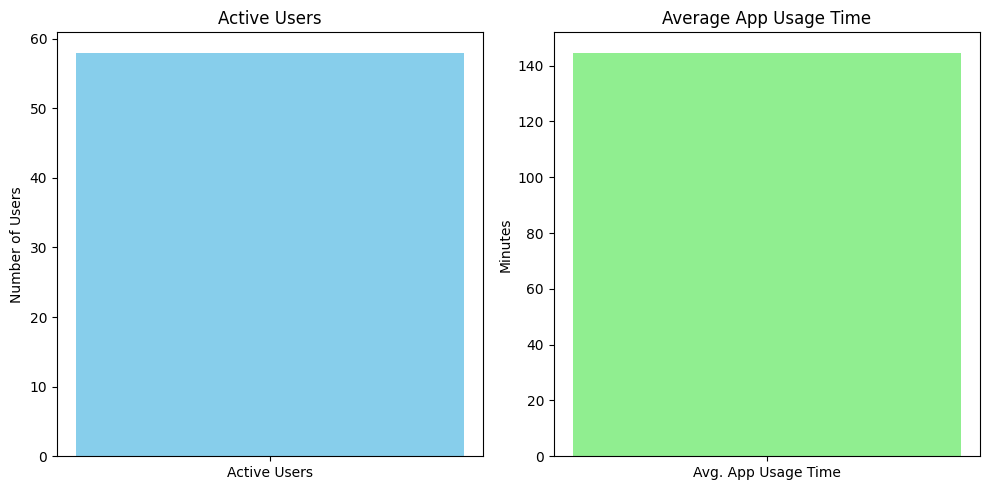 Active Users
Number of Users
60
50
40
30
20
10
0
Active Users
Average App Usage Time
Minutes
140
120
100
80
60
40
20
0
Avg. App Usage Time